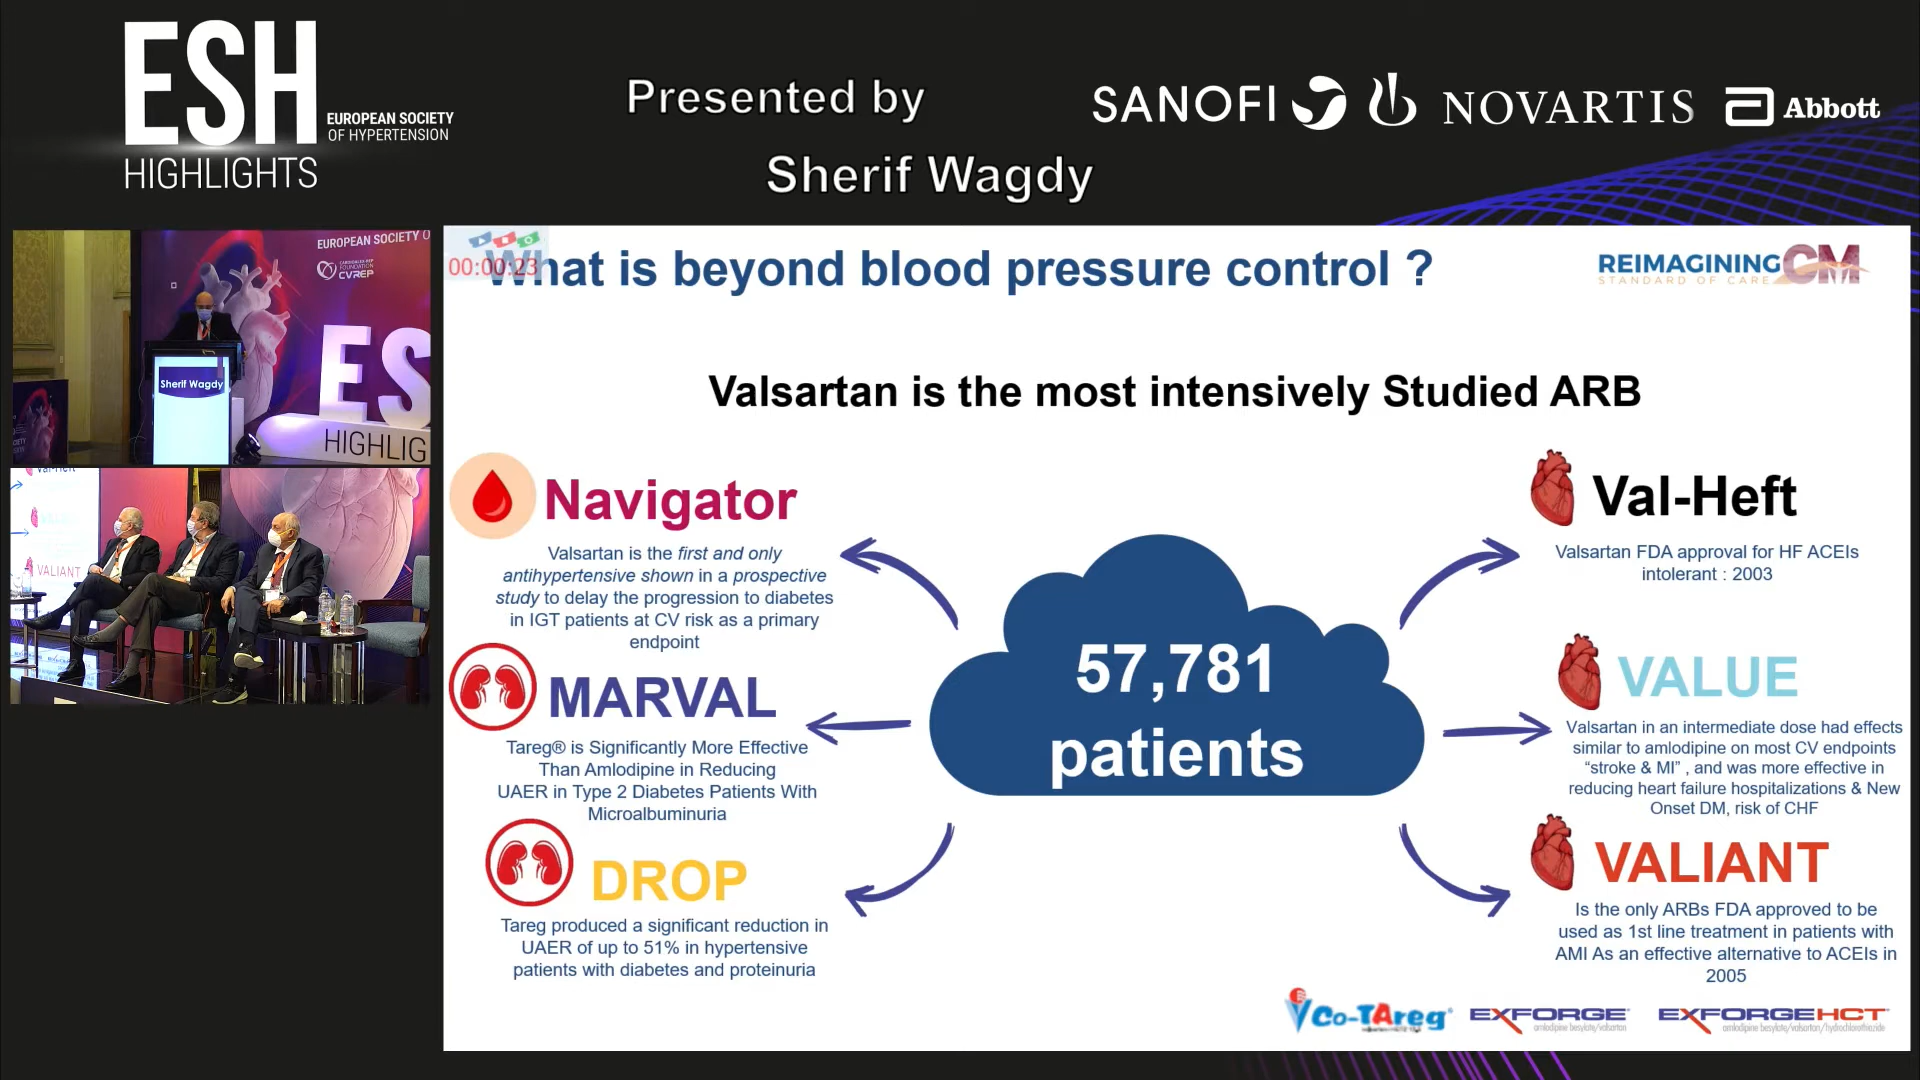 ESH
EUROPEAN SOCIETY
OF HYPERTENSION
HIGHLIGHTS
Presented by
Sherif Wagdy
SANOFI
NOVARTIS
Abbott
EUROPEAN SOCIETY O
CVREP
Sherif Wagdy
ES
HIGHLIG
VALIANT
00:00:23
What is beyond blood pressure control ?
REIMAGINING CM
STANDARD OF CARE
Valsartan is the most intensively Studied ARB
Navigator
Valsartan is the first and only
antihypertensive shown in a prospective
study to delay the progression to diabetes
in IGT patients at CV risk as a primary
endpoint
MARVAL
Tareg® is Significantly More Effective
Than Amlodipine in Reducing
UAER in Type 2 Diabetes Patients With
Microalbuminuria
DROP
Tareg produced a significant reduction in
UAER of up to 51% in hypertensive
patients with diabetes and proteinuria
57,781
patients
Val-Heft
Valsartan FDA approval for HF ACEIs
intolerant : 2003
VALUE
Valsartan in an intermediate dose had effects
similar to amlodipine on most CV endpoints
“stroke & MI” , and was more effective in
reducing heart failure hospitalizations & New
Onset DM, risk of CHF
VALIANT
Is the only ARBs FDA approved to be
used as 1st line treatment in patients with
AMI As an effective alternative to ACEIs in
2005
Co-TAreg®
EXFORGE®
amlodipine besylate/valsartan
EXFORGE HCT®
amlodipine besylate/valsartan/hydrochlorothiazide